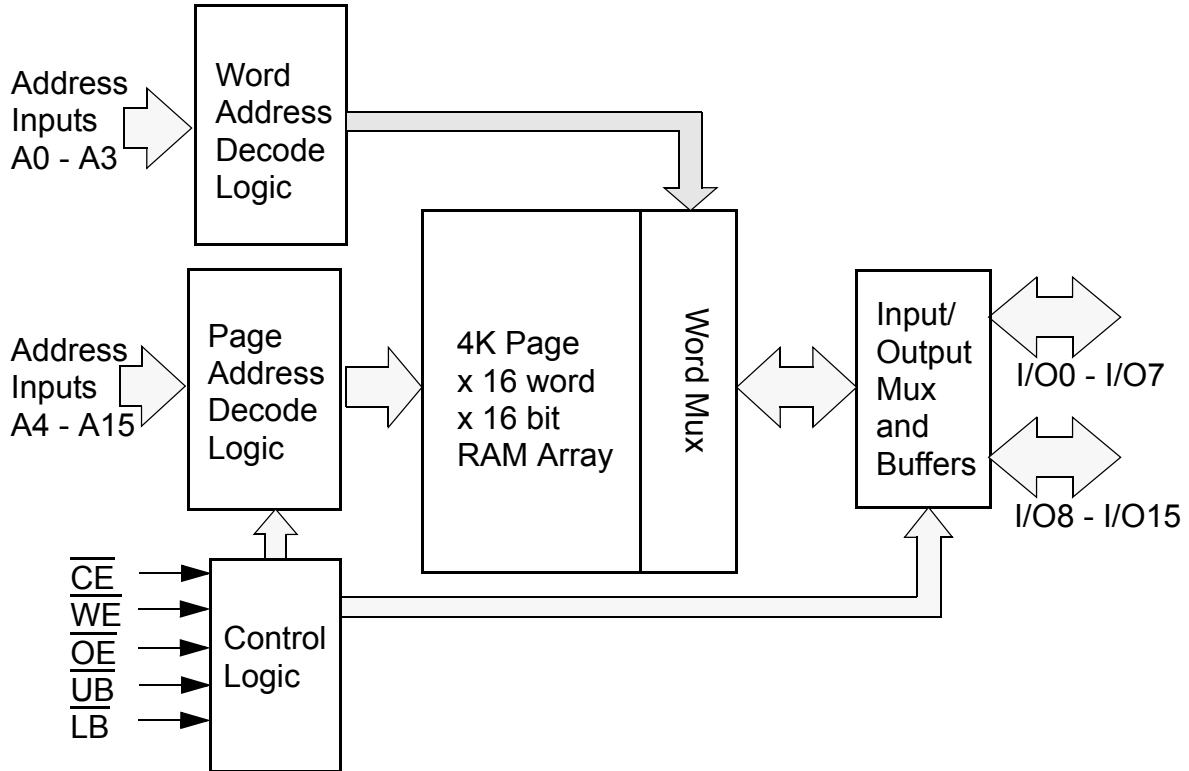 Address
Inputs
A0 - A3
Word
Address
Decode
Logic
Address
Inputs
A4 - A15
Page
Address
Decode
Logic
4K Page
x 16 word
x 16 bit
RAM Array
Word Mux
Input/
Output
Mux
and
Buffers
I/O0 - I/O7
I/O8 - I/O15
CE
WE
OE
UB
LB
Control
Logic